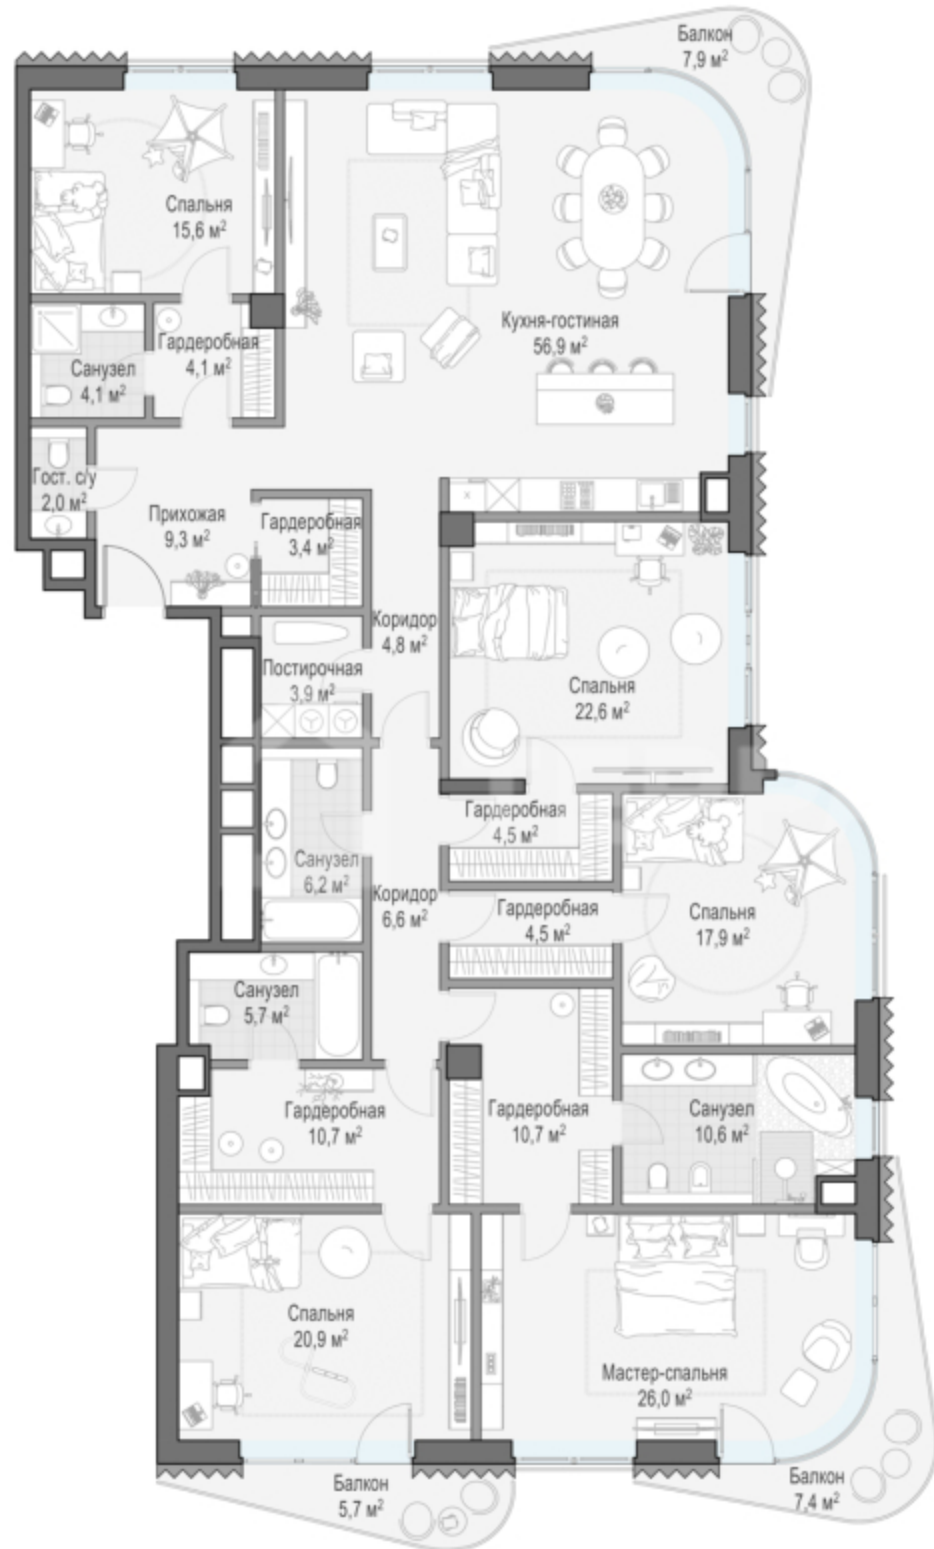 Балкон
7,9 м²
Спальня
15,6 м²
Кухня-гостиная
56,9 м²
Гардеробная
4,1 м²
Санузел
4,1 м²
Гост. с/у
2,0 м²
Прихожая
9,3 м²
Гардеробная
3,4 м²
Коридор
4,8 м²
Постирочная
3,9 м²
Спальня
22,6 м²
Гардеробная
4,5 м²
Санузел
6,2 м²
Коридор
6,6 м²
Гардеробная
4,5 м²
Спальня
17,9 м²
Санузел
5,7 м²
Гардеробная
10,7 м²
Гардеробная
10,7 м²
Санузел
10,6 м²
Спальня
20,9 м²
Мастер-спальня
26,0 м²
Балкон
5,7 м²
Балкон
7,4 м²